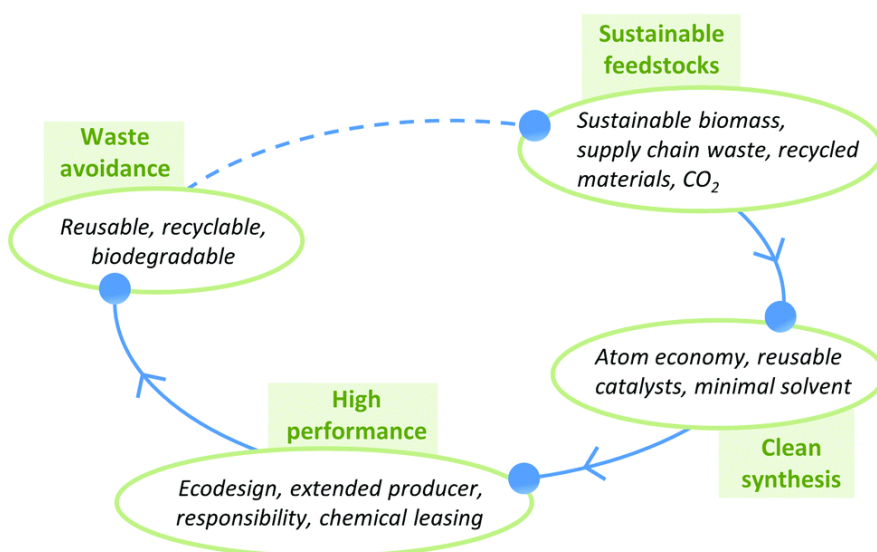 Sustainable
feedstocks
Sustainable biomass,
supply chain waste, recycled
materials, CO₂
Waste
avoidance
Reusable, recyclable,
biodegradable
Atom economy, reusable
catalysts, minimal solvent
Clean
synthesis
High
performance
Ecodesign, extended producer,
responsibility, chemical leasing